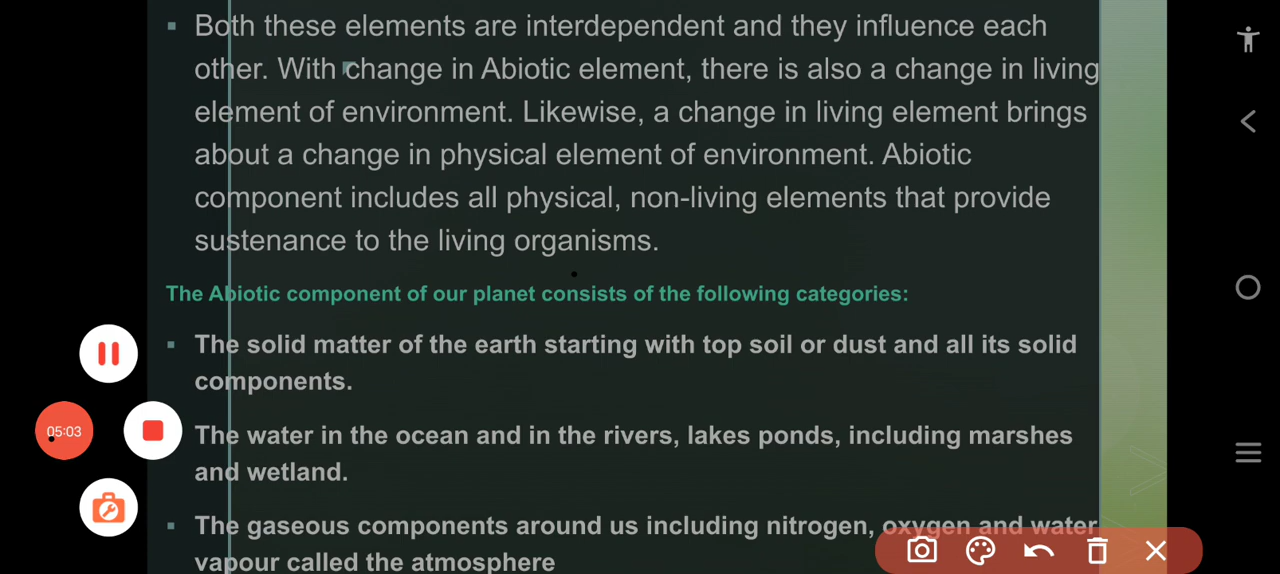 Both these elements are interdependent and they influence each
other. With change in Abiotic element, there is also a change in living
element of environment. Likewise, a change in living element brings
about a change in physical element of environment. Abiotic
component includes all physical, non-living elements that provide
sustenance to the living organisms.
The Abiotic component of our planet consists of the following categories:
The solid matter of the earth starting with top soil or dust and all its solid
components.
05:03
The water in the ocean and in the rivers, lakes ponds, including marshes
and wetland.
The gaseous components around us including nitrogen, oxygen and water
vapour called the atmosphere